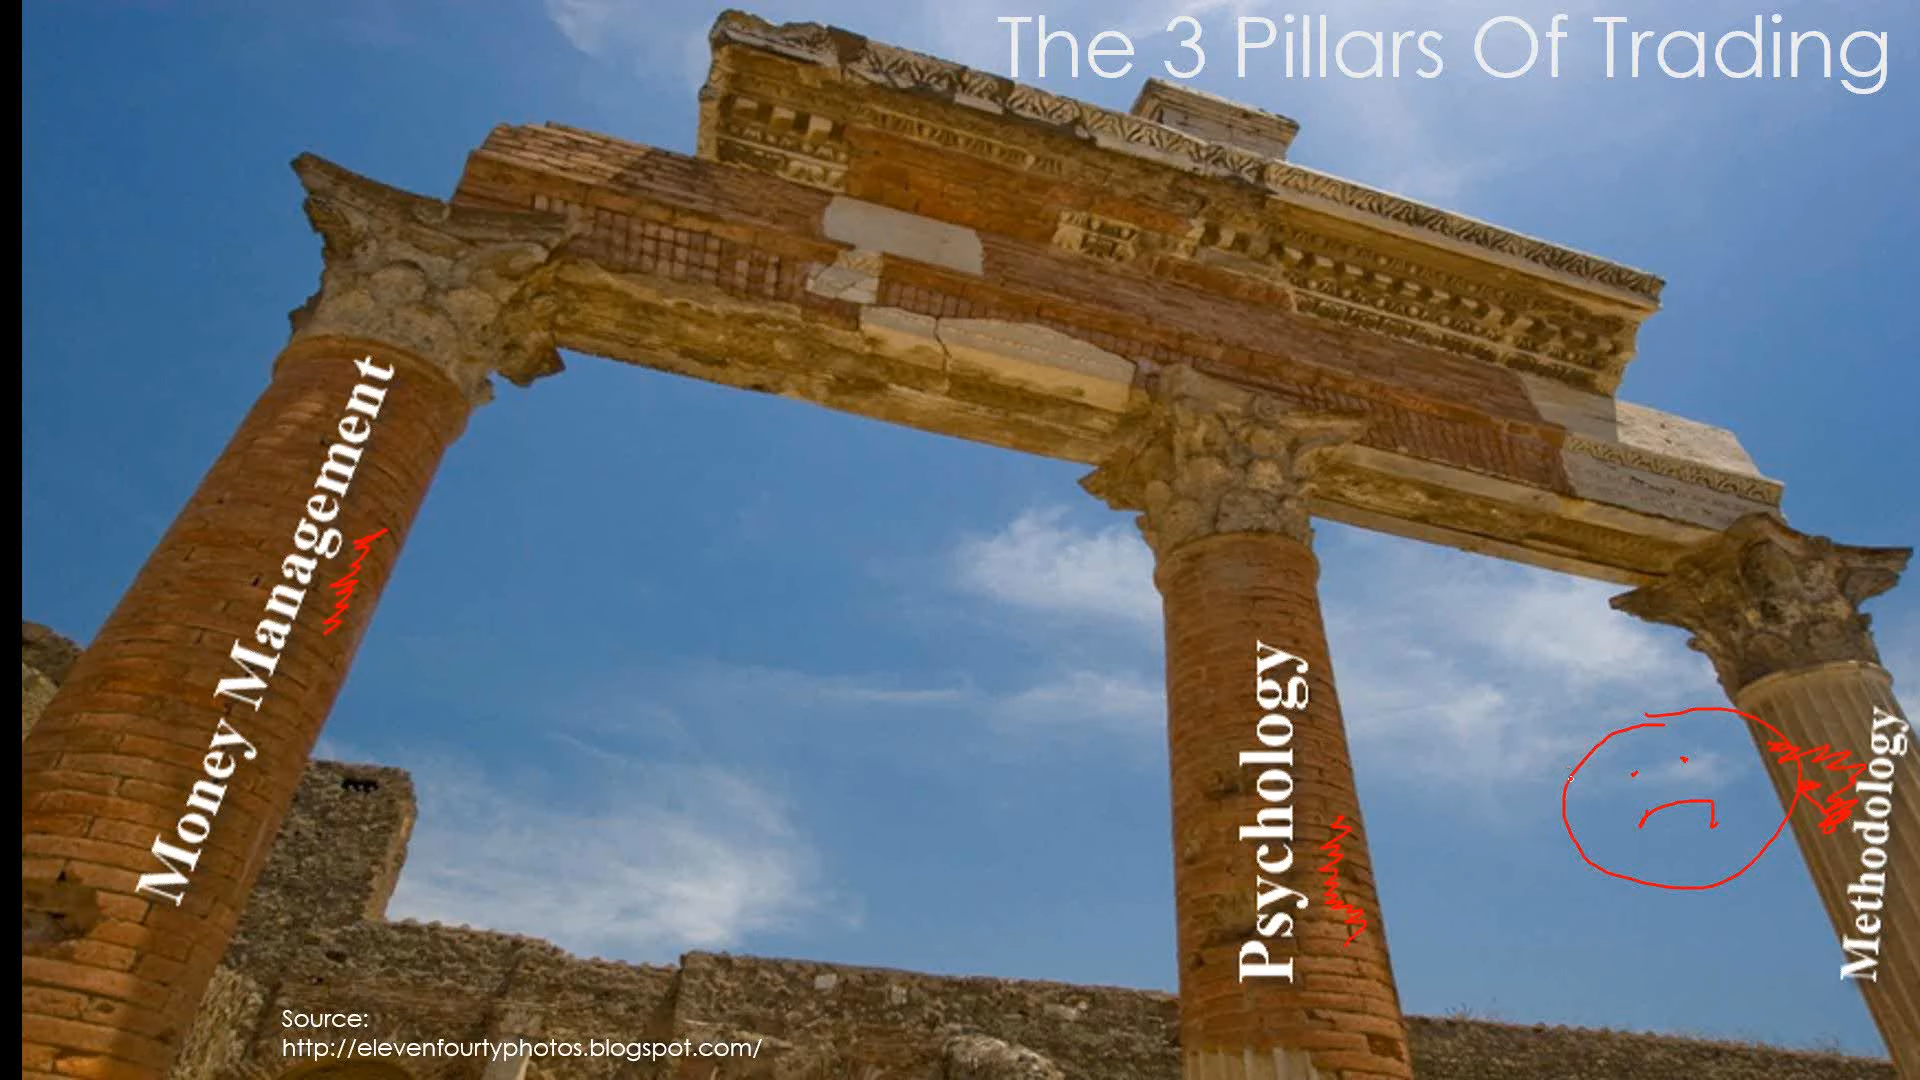 The 3 Pillars Of Trading
Money Management
Psychology
Methodology
Source:
http://elevenfourtyphotos.blogspot.com/